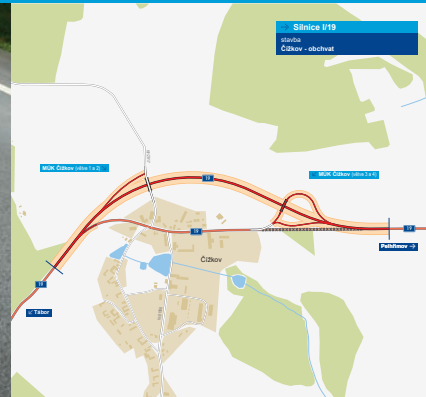 → Silnice I/19
stavba
Čížkov - obchvat
MÚK Čížkov (větve 1 a 2)
19
MÚK Čížkov (větve 3 a 4)
19
19
Pelhřimov →
Čížkov
19
↙ Tábor